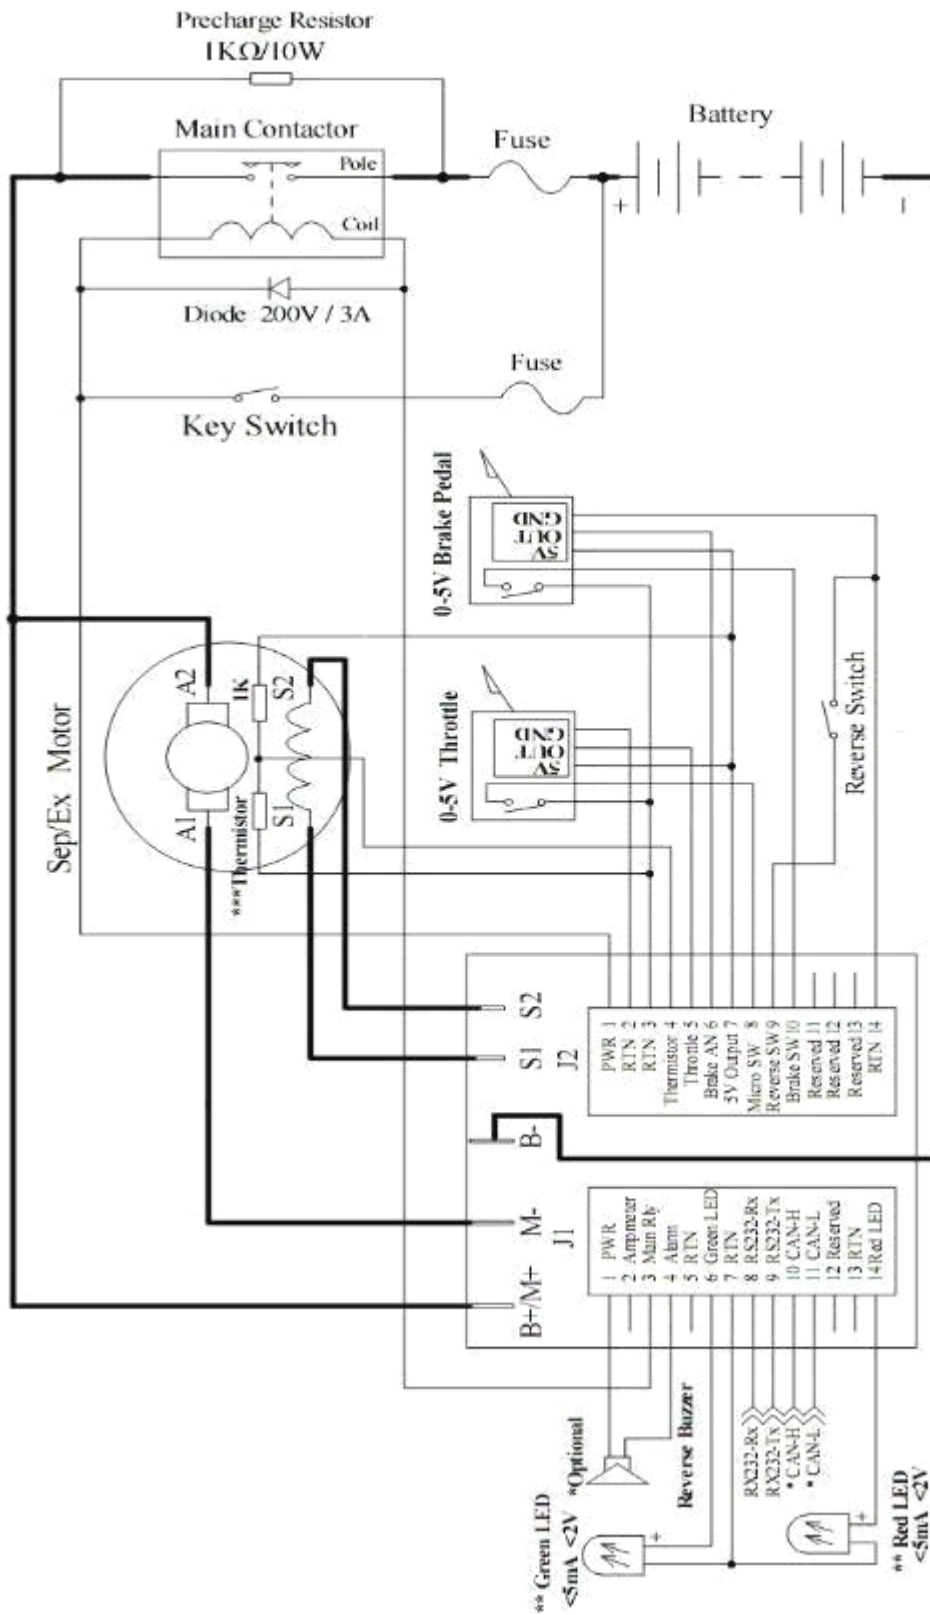 Precharge Resistor
1KΩ/10W
Main Contactor
Pole
Coil
Fuse
Battery
+
−
Diode 200V / 3A
Fuse
Key Switch
0-5V Brake Pedal
GND
OUT
5V
Sep/Ex Motor
A2
A1
1K
***Thermistor
S2
S1
0-5V Throttle
GND
OUT
5V
Reverse Switch
S2
S1
B-
M-
B+/M+
J2
PWR 1
RTN 2
RTN 3
Thermistor 4
Throttle 5
Brake AN 6
5V Output 7
Micro SW 8
Reverse SW 9
Brake SW 10
Reserved 11
Reserved 12
Reserved 13
RTN 14
J1
1 PWR
2 Ampmeter
3 Main Rly
4 Alarm
5 RTN
6 Green LED
7 RTN
8 RS232-Rx
9 RS232-Tx
10 CAN-H
11 CAN-L
12 Reserved
13 RTN
14 Red LED
*Optional
Reverse Buzzer
RX232-Rx
RX232-Tx
* CAN-H
* CAN-L
** Green LED
<5mA <2V
+
** Red LED
<5mA <2V
+